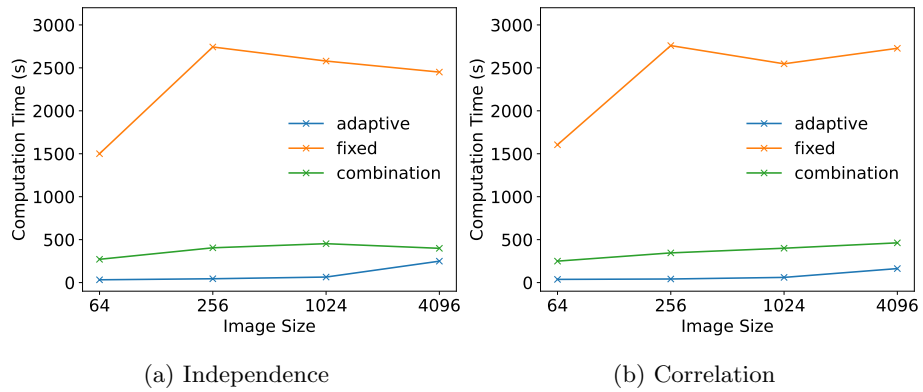 3000
2500
2000
1500
1000
500
0
Computation Time (s)
adaptive
fixed
combination
64 256 1024 4096
Image Size
(a) Independence
3000
2500
2000
1500
1000
500
0
Computation Time (s)
adaptive
fixed
combination
64 256 1024 4096
Image Size
(b) Correlation